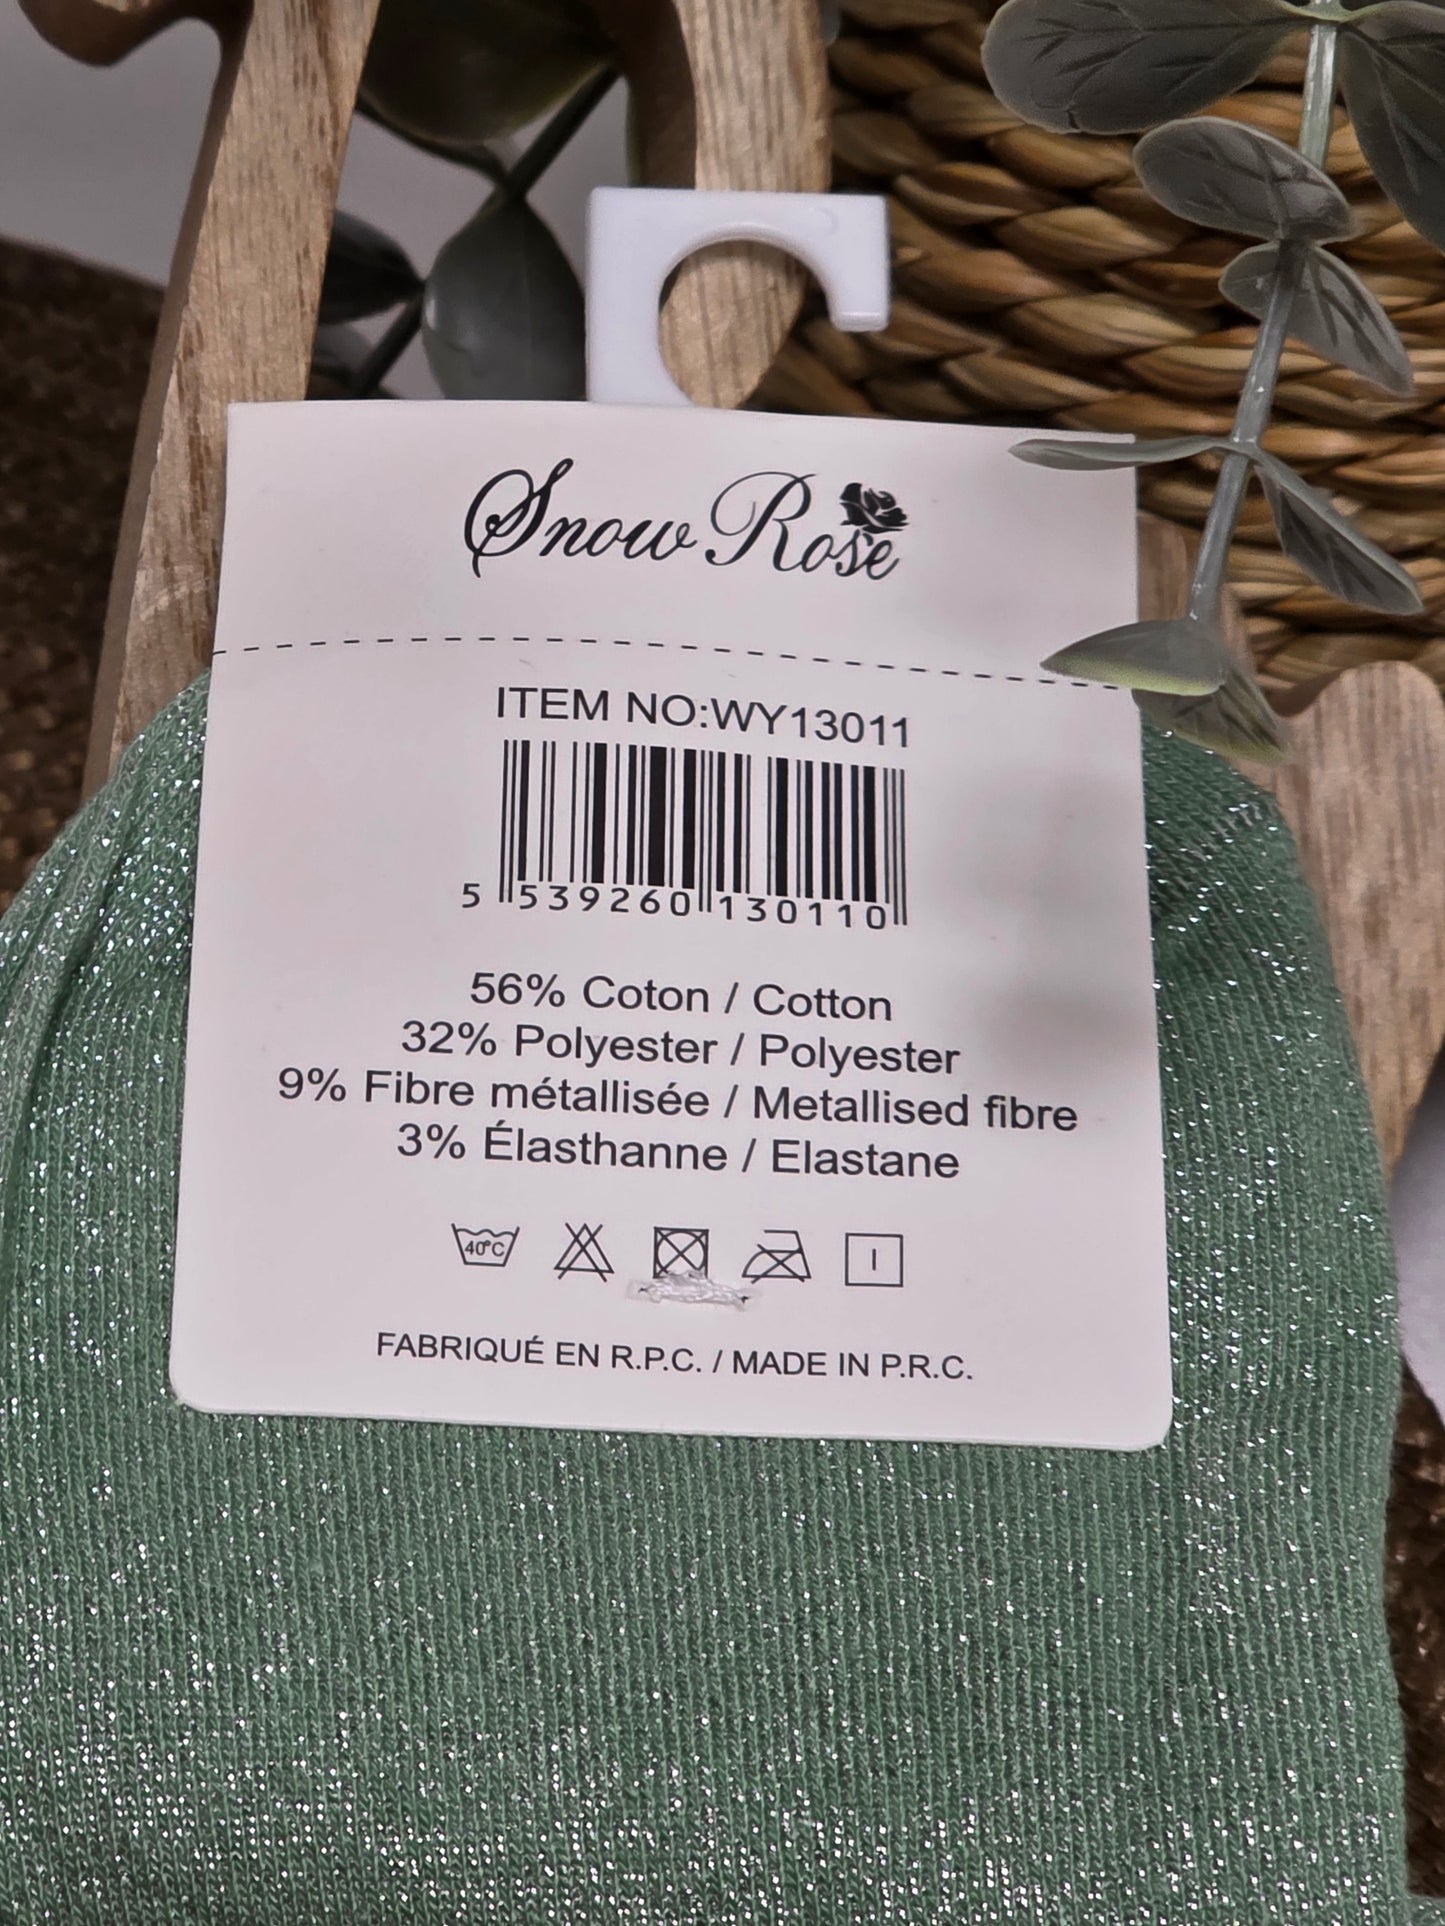 Snow Rose
ITEM NO:WY13011
5 539260 130110
56% Coton / Cotton
32% Polyester / Polyester
9% Fibre métallisée / Metallised fibre
3% Élasthanne / Elastane
40°C
FABRIQUÉ EN R.P.C. / MADE IN P.R.C.